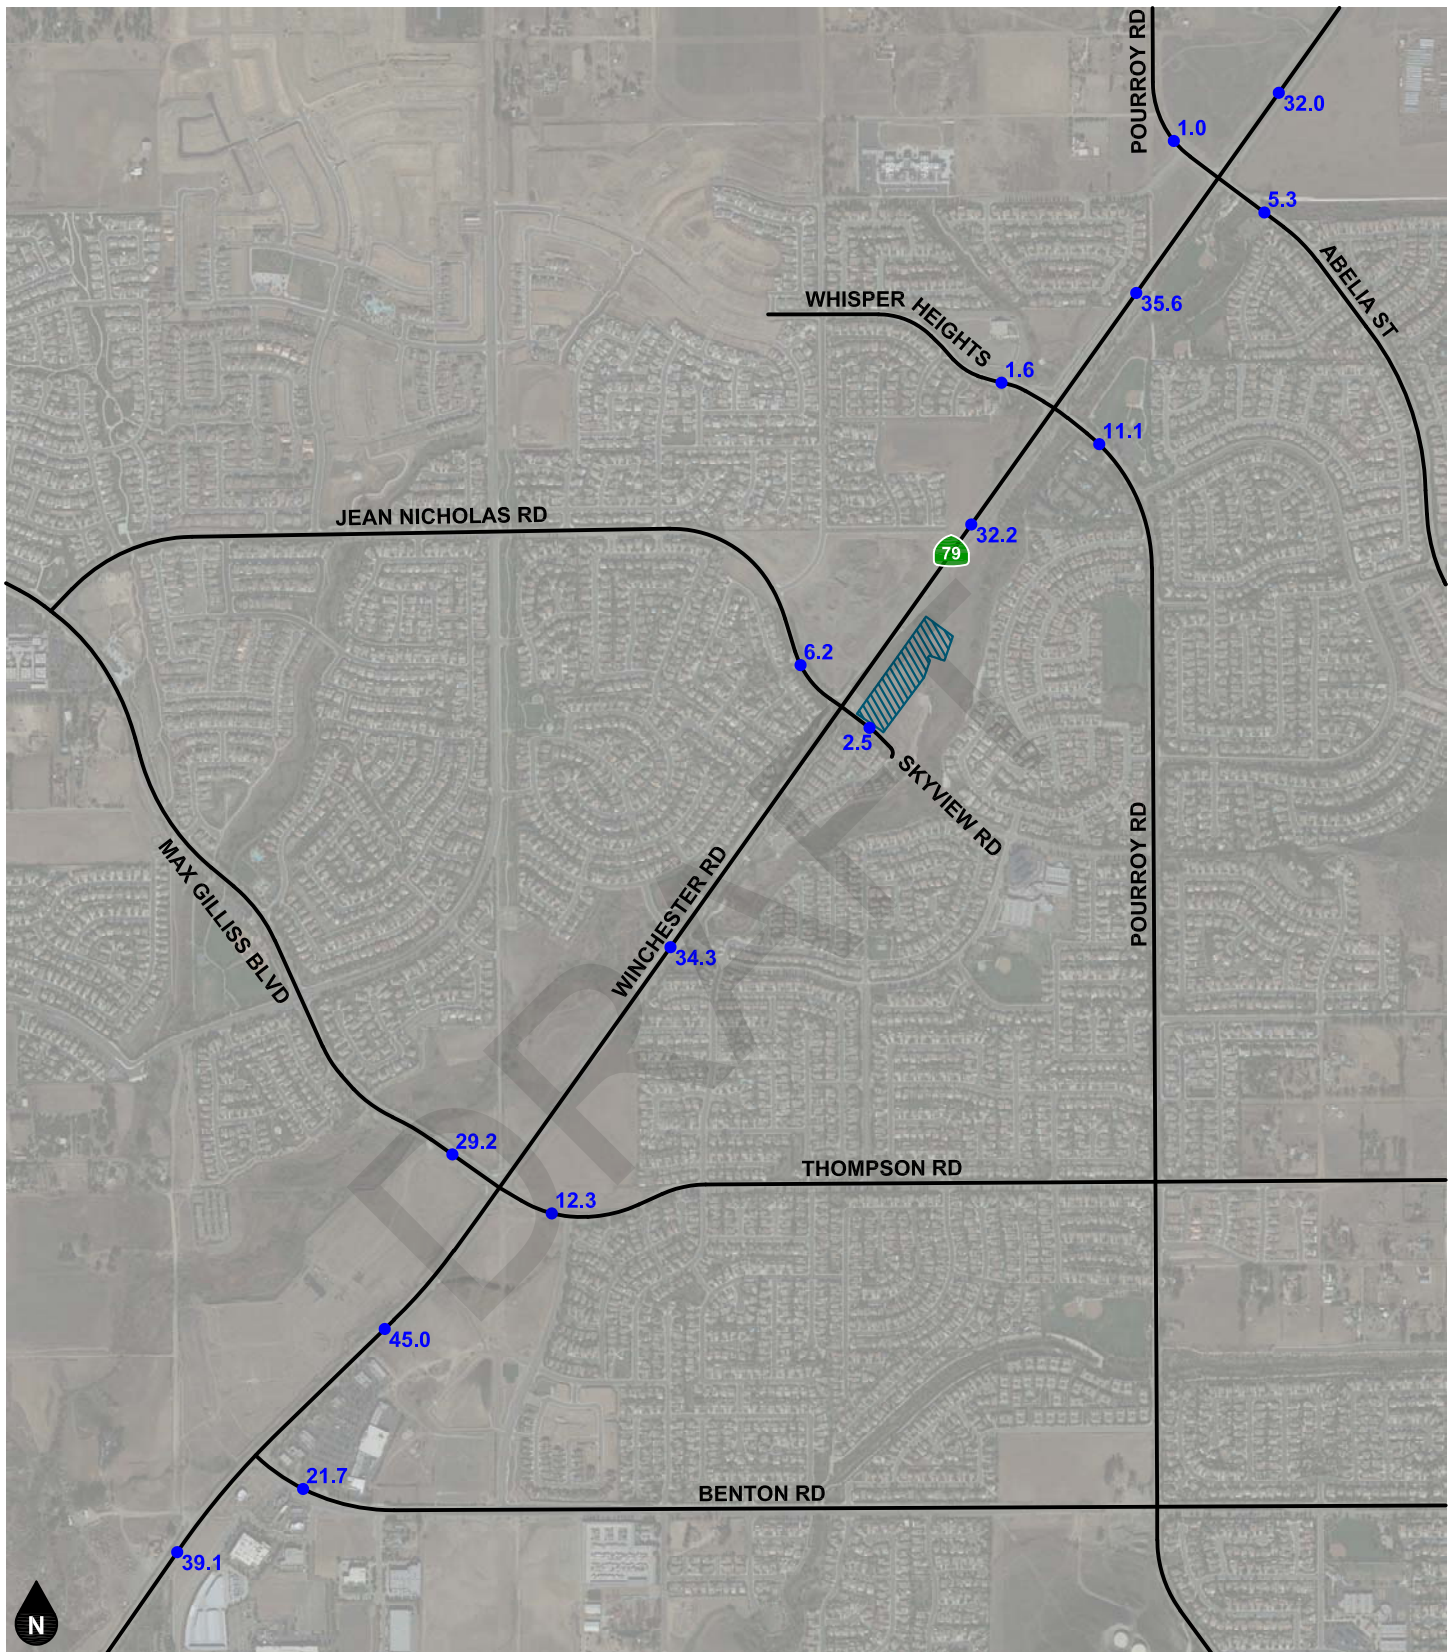 POURROY RD
32.0
1.0
5.3
ABELIA ST
35.6
WHISPER HEIGHTS
1.6
11.1
JEAN NICHOLAS RD
32.2
79
6.2
2.5
SKYVIEW RD
POURROY RD
MAX GILLISS BLVD
WINCHESTER RD
34.3
DRAFT
29.2
THOMPSON RD
12.3
45.0
21.7
BENTON RD
39.1
N